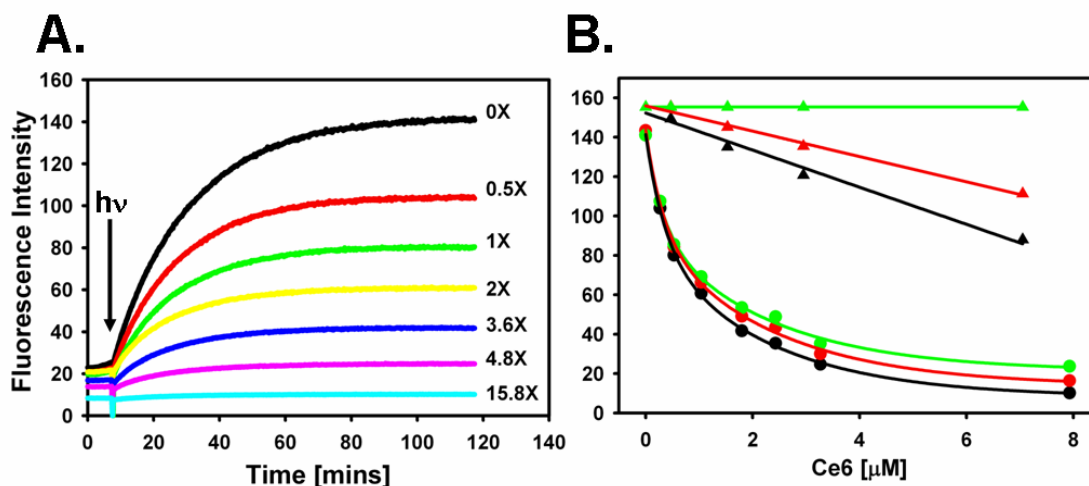 A.
Fluorescence Intensity
160
140
120
100
80
60
40
20
0
hν
0X
0.5X
1X
2X
3.6X
4.8X
15.8X
0 20 40 60 80 100 120 140
Time [mins]
B.
160
140
120
100
80
60
40
20
0
0 2 4 6 8
Ce6 [μM]